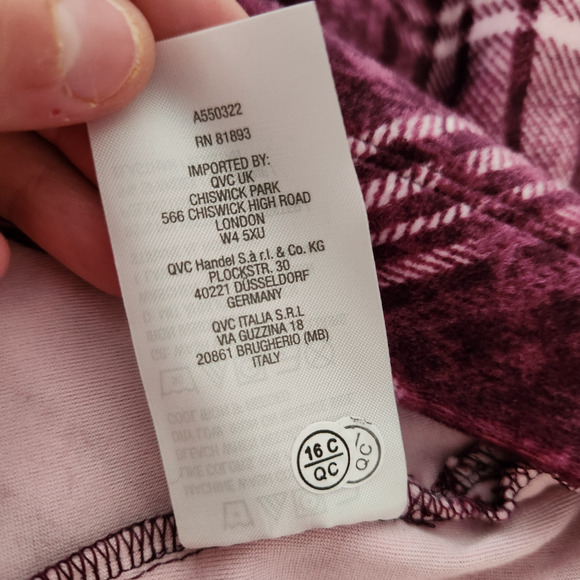 A550322
RN 81893
IMPORTED BY:
QVC UK
CHISWICK PARK
566 CHISWICK HIGH ROAD
LONDON
W4 5XU
QVC Handel S.à r.l. & Co. KG
PLOCKSTR. 30
40221 DÜSSELDORF
GERMANY
QVC ITALIA S.R.L
VIA GUZZINA 18
20861 BRUGHERIO (MB)
ITALY
16 C
QC
QC